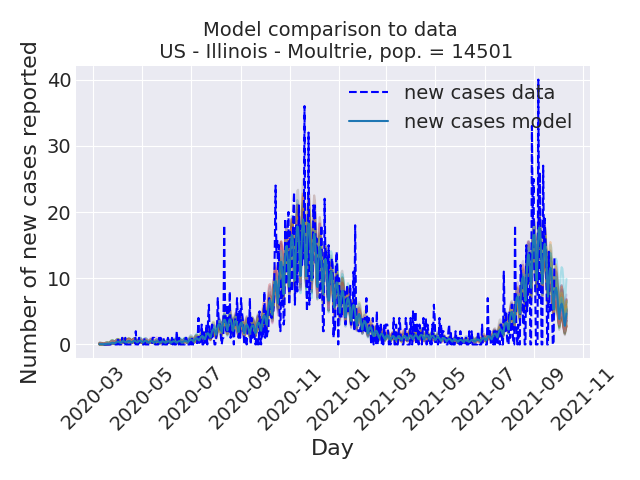 Model comparison to data
US - Illinois - Moultrie, pop. = 14501
Number of new cases reported
40
30
20
10
0
new cases data
new cases model
2020-03
2020-05
2020-07
2020-09
2020-11
2021-01
2021-03
2021-05
2021-07
2021-09
2021-11
Day